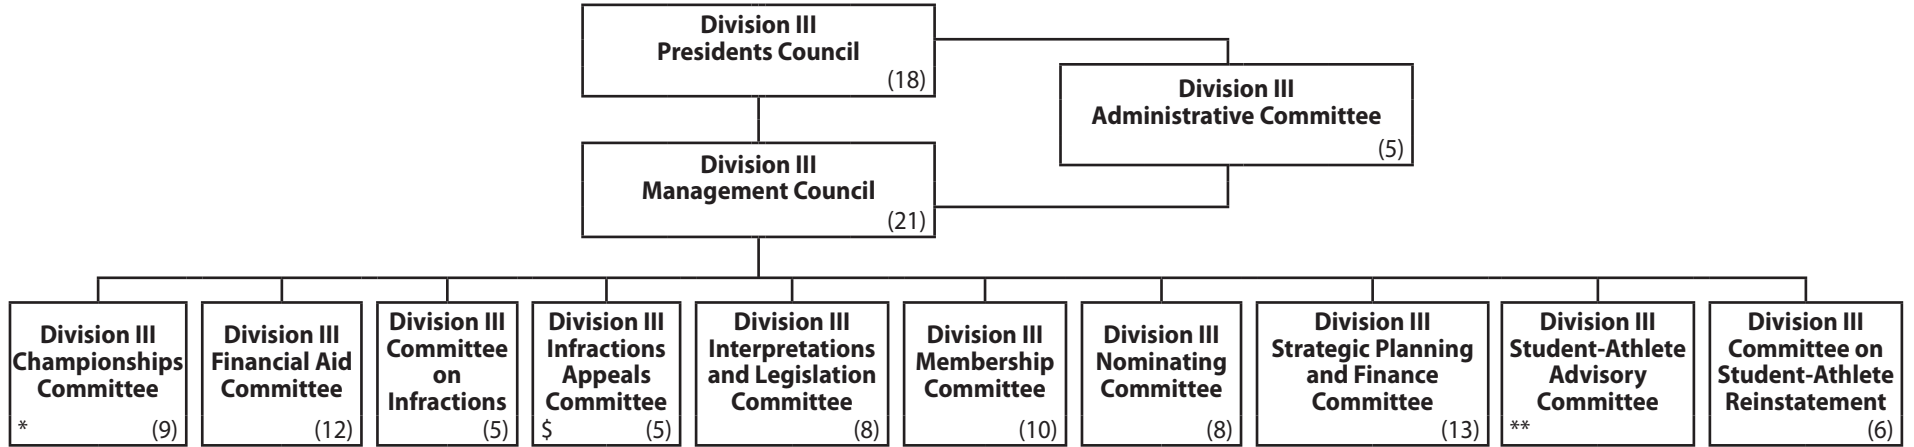 Division III
Presidents Council
(18)
Division III
Administrative Committee
(5)
Division III
Management Council
(21)
Division III
Championships
Committee
* (9)
Division III
Financial Aid
Committee
(12)
Division III
Committee
on
Infractions
(5)
Division III
Infractions
Appeals
Committee
$ (5)
Division III
Interpretations
and Legislation
Committee
(8)
Division III
Membership
Committee
(10)
Division III
Nominating
Committee
(8)
Division III
Strategic Planning
and Finance
Committee
(13)
Division III
Student-Athlete
Advisory
Committee
**
Division III
Committee on
Student-Athlete
Reinstatement
(6)